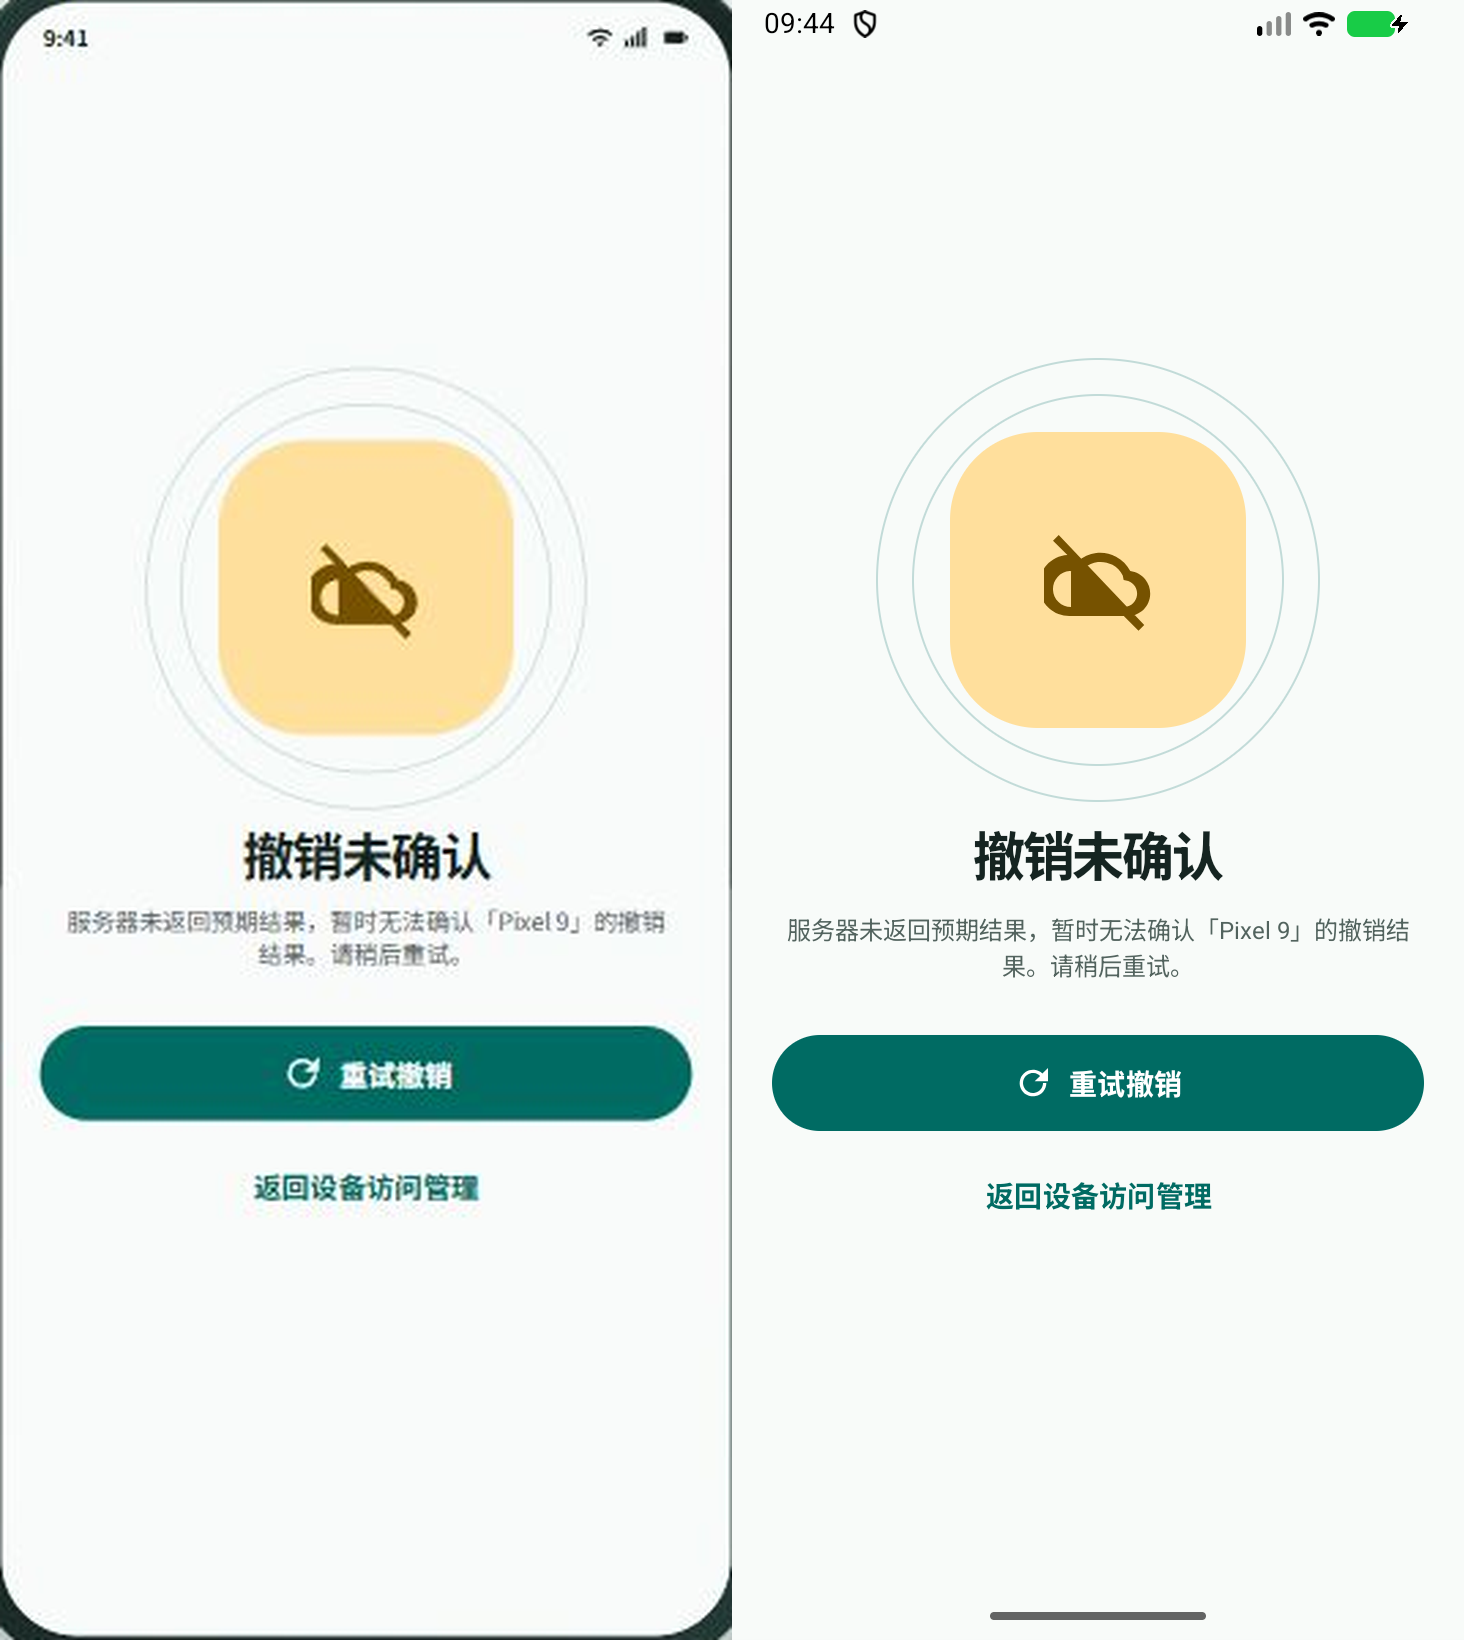 9:41
撤销未确认
服务器未返回预期结果，暂时无法确认「Pixel 9」的撤销
结果。请稍后重试。
重试撤销
返回设备访问管理
09:44
撤销未确认
服务器未返回预期结果，暂时无法确认「Pixel 9」的撤销结
果。请稍后重试。
重试撤销
返回设备访问管理